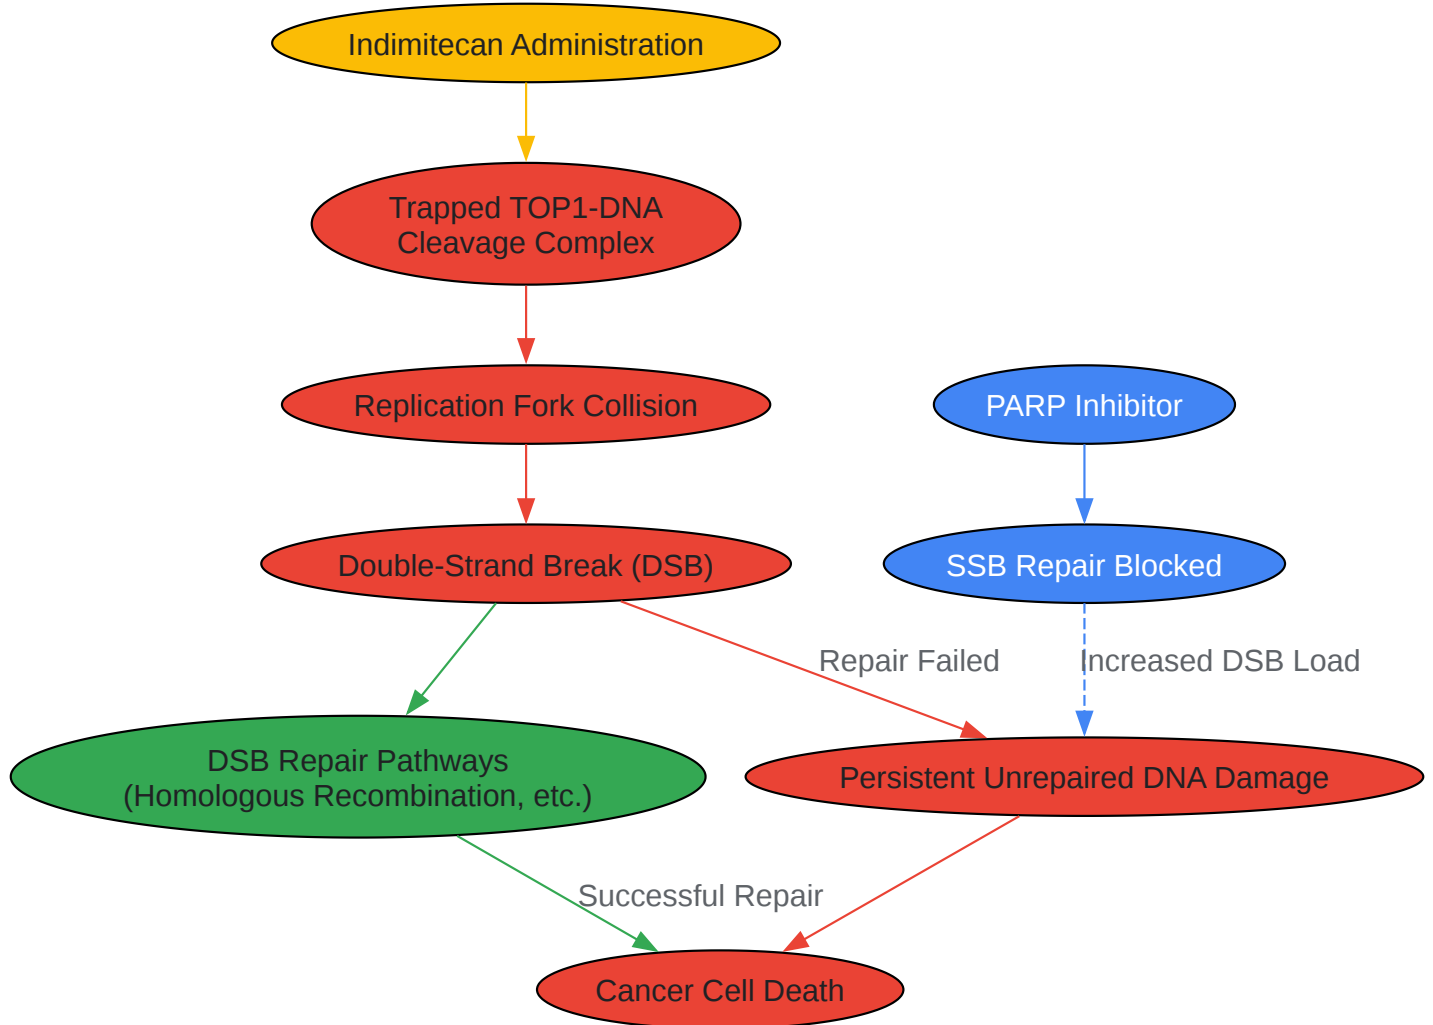 Indimitecan Administration
Trapped TOP1-DNA
Cleavage Complex
Replication Fork Collision
PARP Inhibitor
Double-Strand Break (DSB)
SSB Repair Blocked
Repair Failed
Increased DSB Load
DSB Repair Pathways
(Homologous Recombination, etc.)
Persistent Unrepaired DNA Damage
Successful Repair
Cancer Cell Death